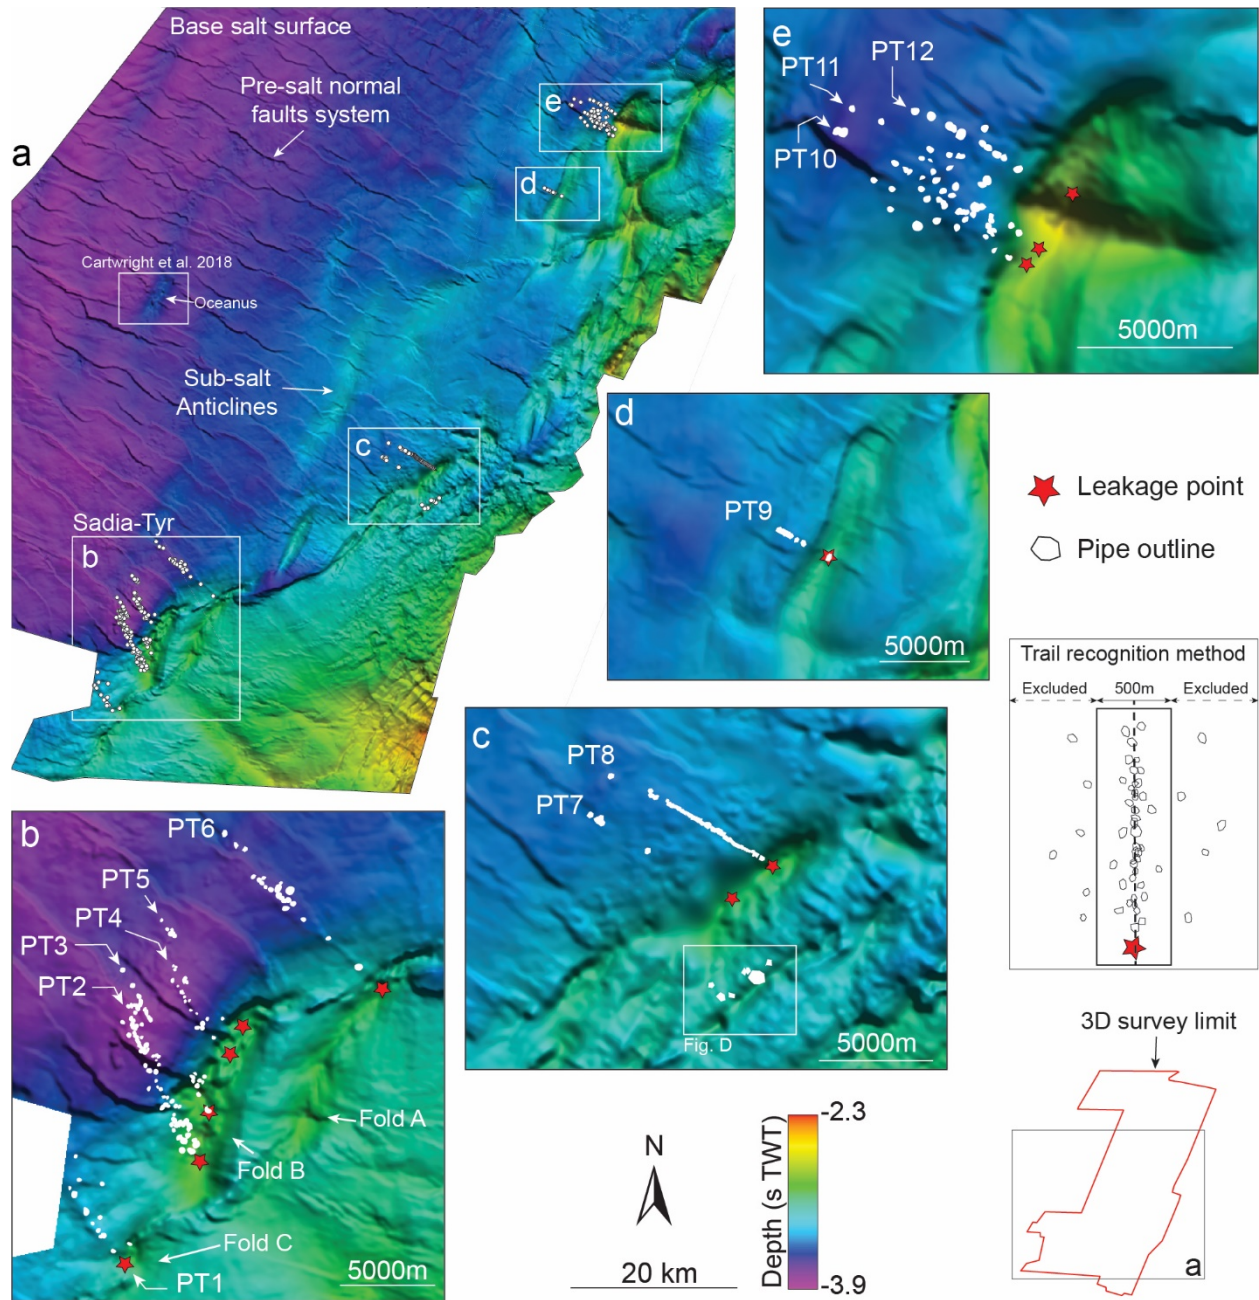 a
Base salt surface
Pre-salt normal
faults system
e
d
Cartwright et al. 2018
Oceanus
Sub-salt
Anticlines
c
Sadia-Tyr
b
e
PT11
PT12
PT10
5000m
d
PT9
5000m
Leakage point
Pipe outline
Trail recognition method
Excluded
500m
Excluded
c
PT8
PT7
Fig. D
5000m
b
PT6
PT5
PT4
PT3
PT2
Fold A
Fold B
Fold C
PT1
5000m
N
20 km
Depth (s TWT)
-2.3
-3.9
3D survey limit
a